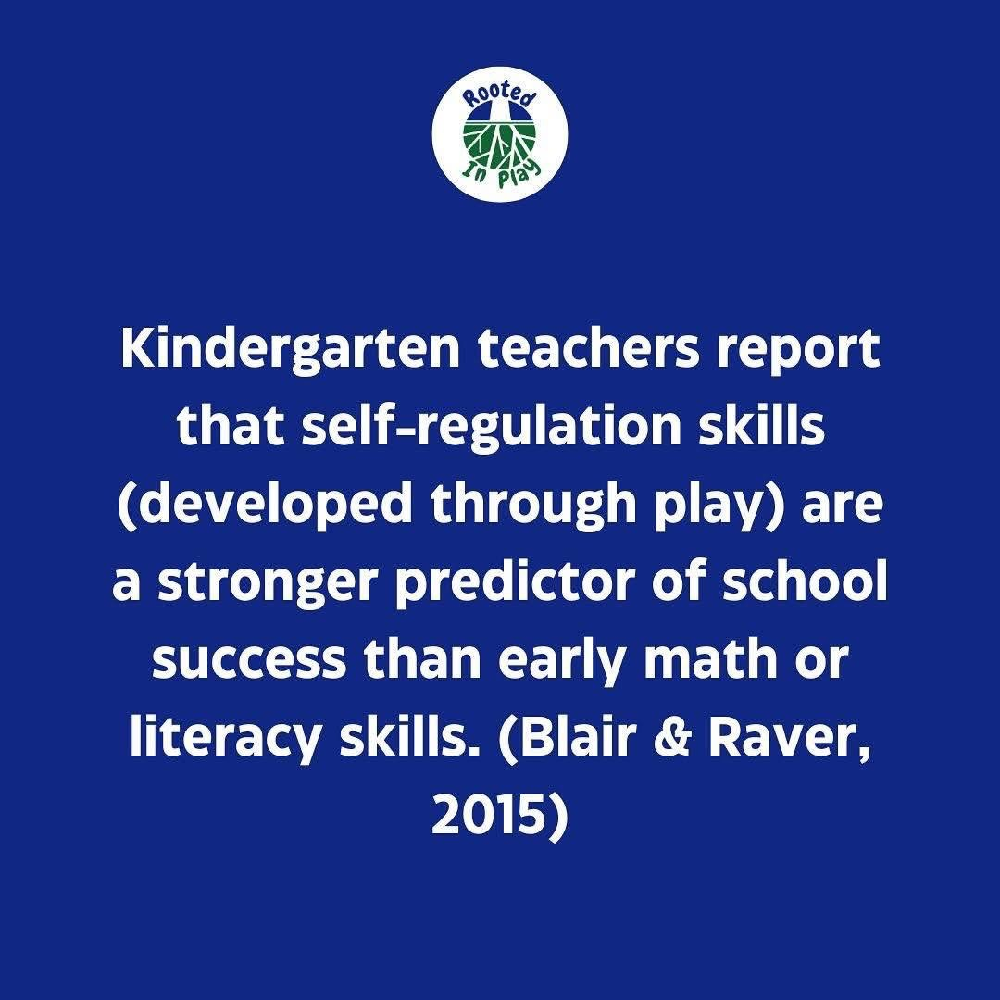 Rooted
In Play
Kindergarten teachers report
that self-regulation skills
(developed through play) are
a stronger predictor of school
success than early math or
literacy skills. (Blair & Raver,
2015)